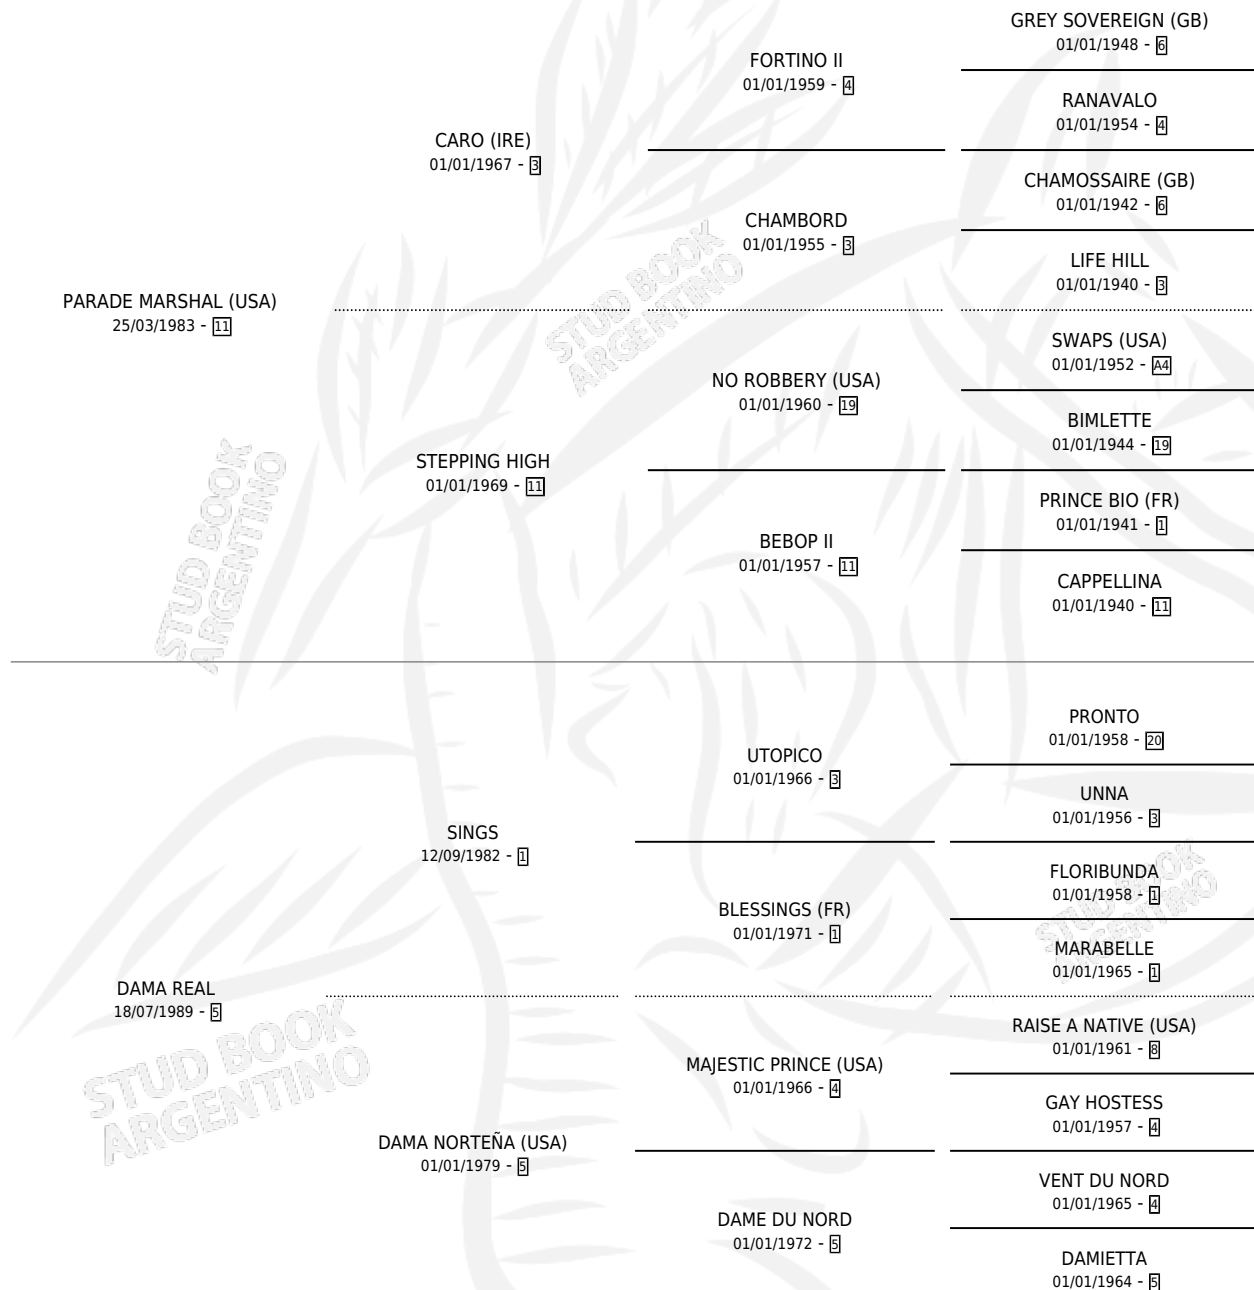 GREY SOVEREIGN (GB)
01/01/1948 - 6
FORTINO II
01/01/1959 - 4
RANAVALO
01/01/1954 - 4
CARO (IRE)
01/01/1967 - 3
CHAMOSSAIRE (GB)
01/01/1942 - 6
CHAMBORD
01/01/1955 - 3
LIFE HILL
01/01/1940 - 3
PARADE MARSHAL (USA)
25/03/1983 - 11
SWAPS (USA)
01/01/1952 - A4
NO ROBBERY (USA)
01/01/1960 - 19
BIMLETTE
01/01/1944 - 19
STEPPING HIGH
01/01/1969 - 11
PRINCE BIO (FR)
01/01/1941 - 1
BEBOP II
01/01/1957 - 11
CAPPELLINA
01/01/1940 - 11
STUD BOOK
ARGENTINO
STUD BOOK
ARGENTINO
PRONTO
01/01/1958 - 20
UTOPICO
01/01/1966 - 3
UNNA
01/01/1956 - 3
SINGS
12/09/1982 - 1
FLORIBUNDA
01/01/1958 - 1
BLESSINGS (FR)
01/01/1971 - 1
MARABELLE
01/01/1965 - 1
STUD BOOK
ARGENTINO
DAMA REAL
18/07/1989 - 5
RAISE A NATIVE (USA)
01/01/1961 - 8
MAJESTIC PRINCE (USA)
01/01/1966 - 4
GAY HOSTESS
01/01/1957 - 4
STUD BOOK
ARGENTINO
DAMA NORTEÑA (USA)
01/01/1979 - 5
VENT DU NORD
01/01/1965 - 4
DAME DU NORD
01/01/1972 - 5
DAMIETTA
01/01/1964 - 5